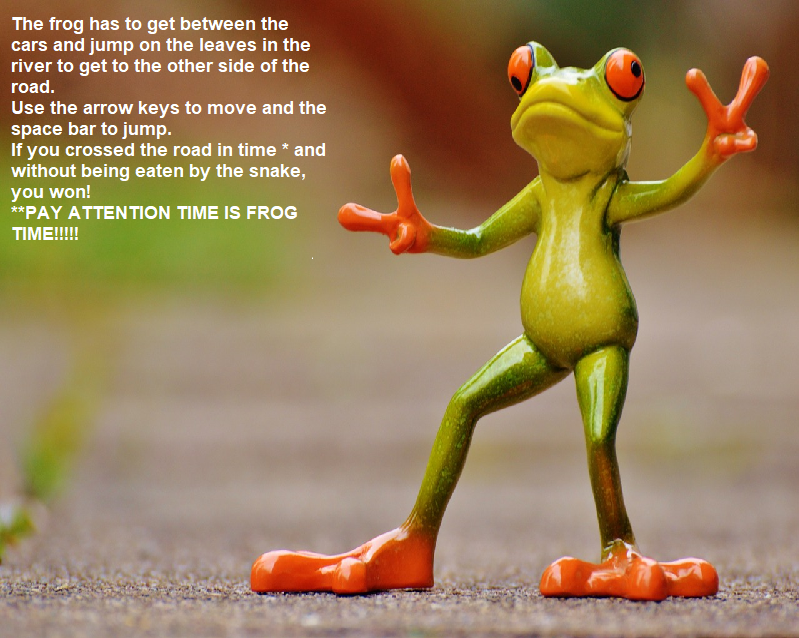 The frog has to get between the
cars and jump on the leaves in the
river to get to the other side of the
road.
Use the arrow keys to move and the
space bar to jump.
If you crossed the road in time * and
without being eaten by the snake,
you won!
**PAY ATTENTION TIME IS FROG
TIME!!!!!